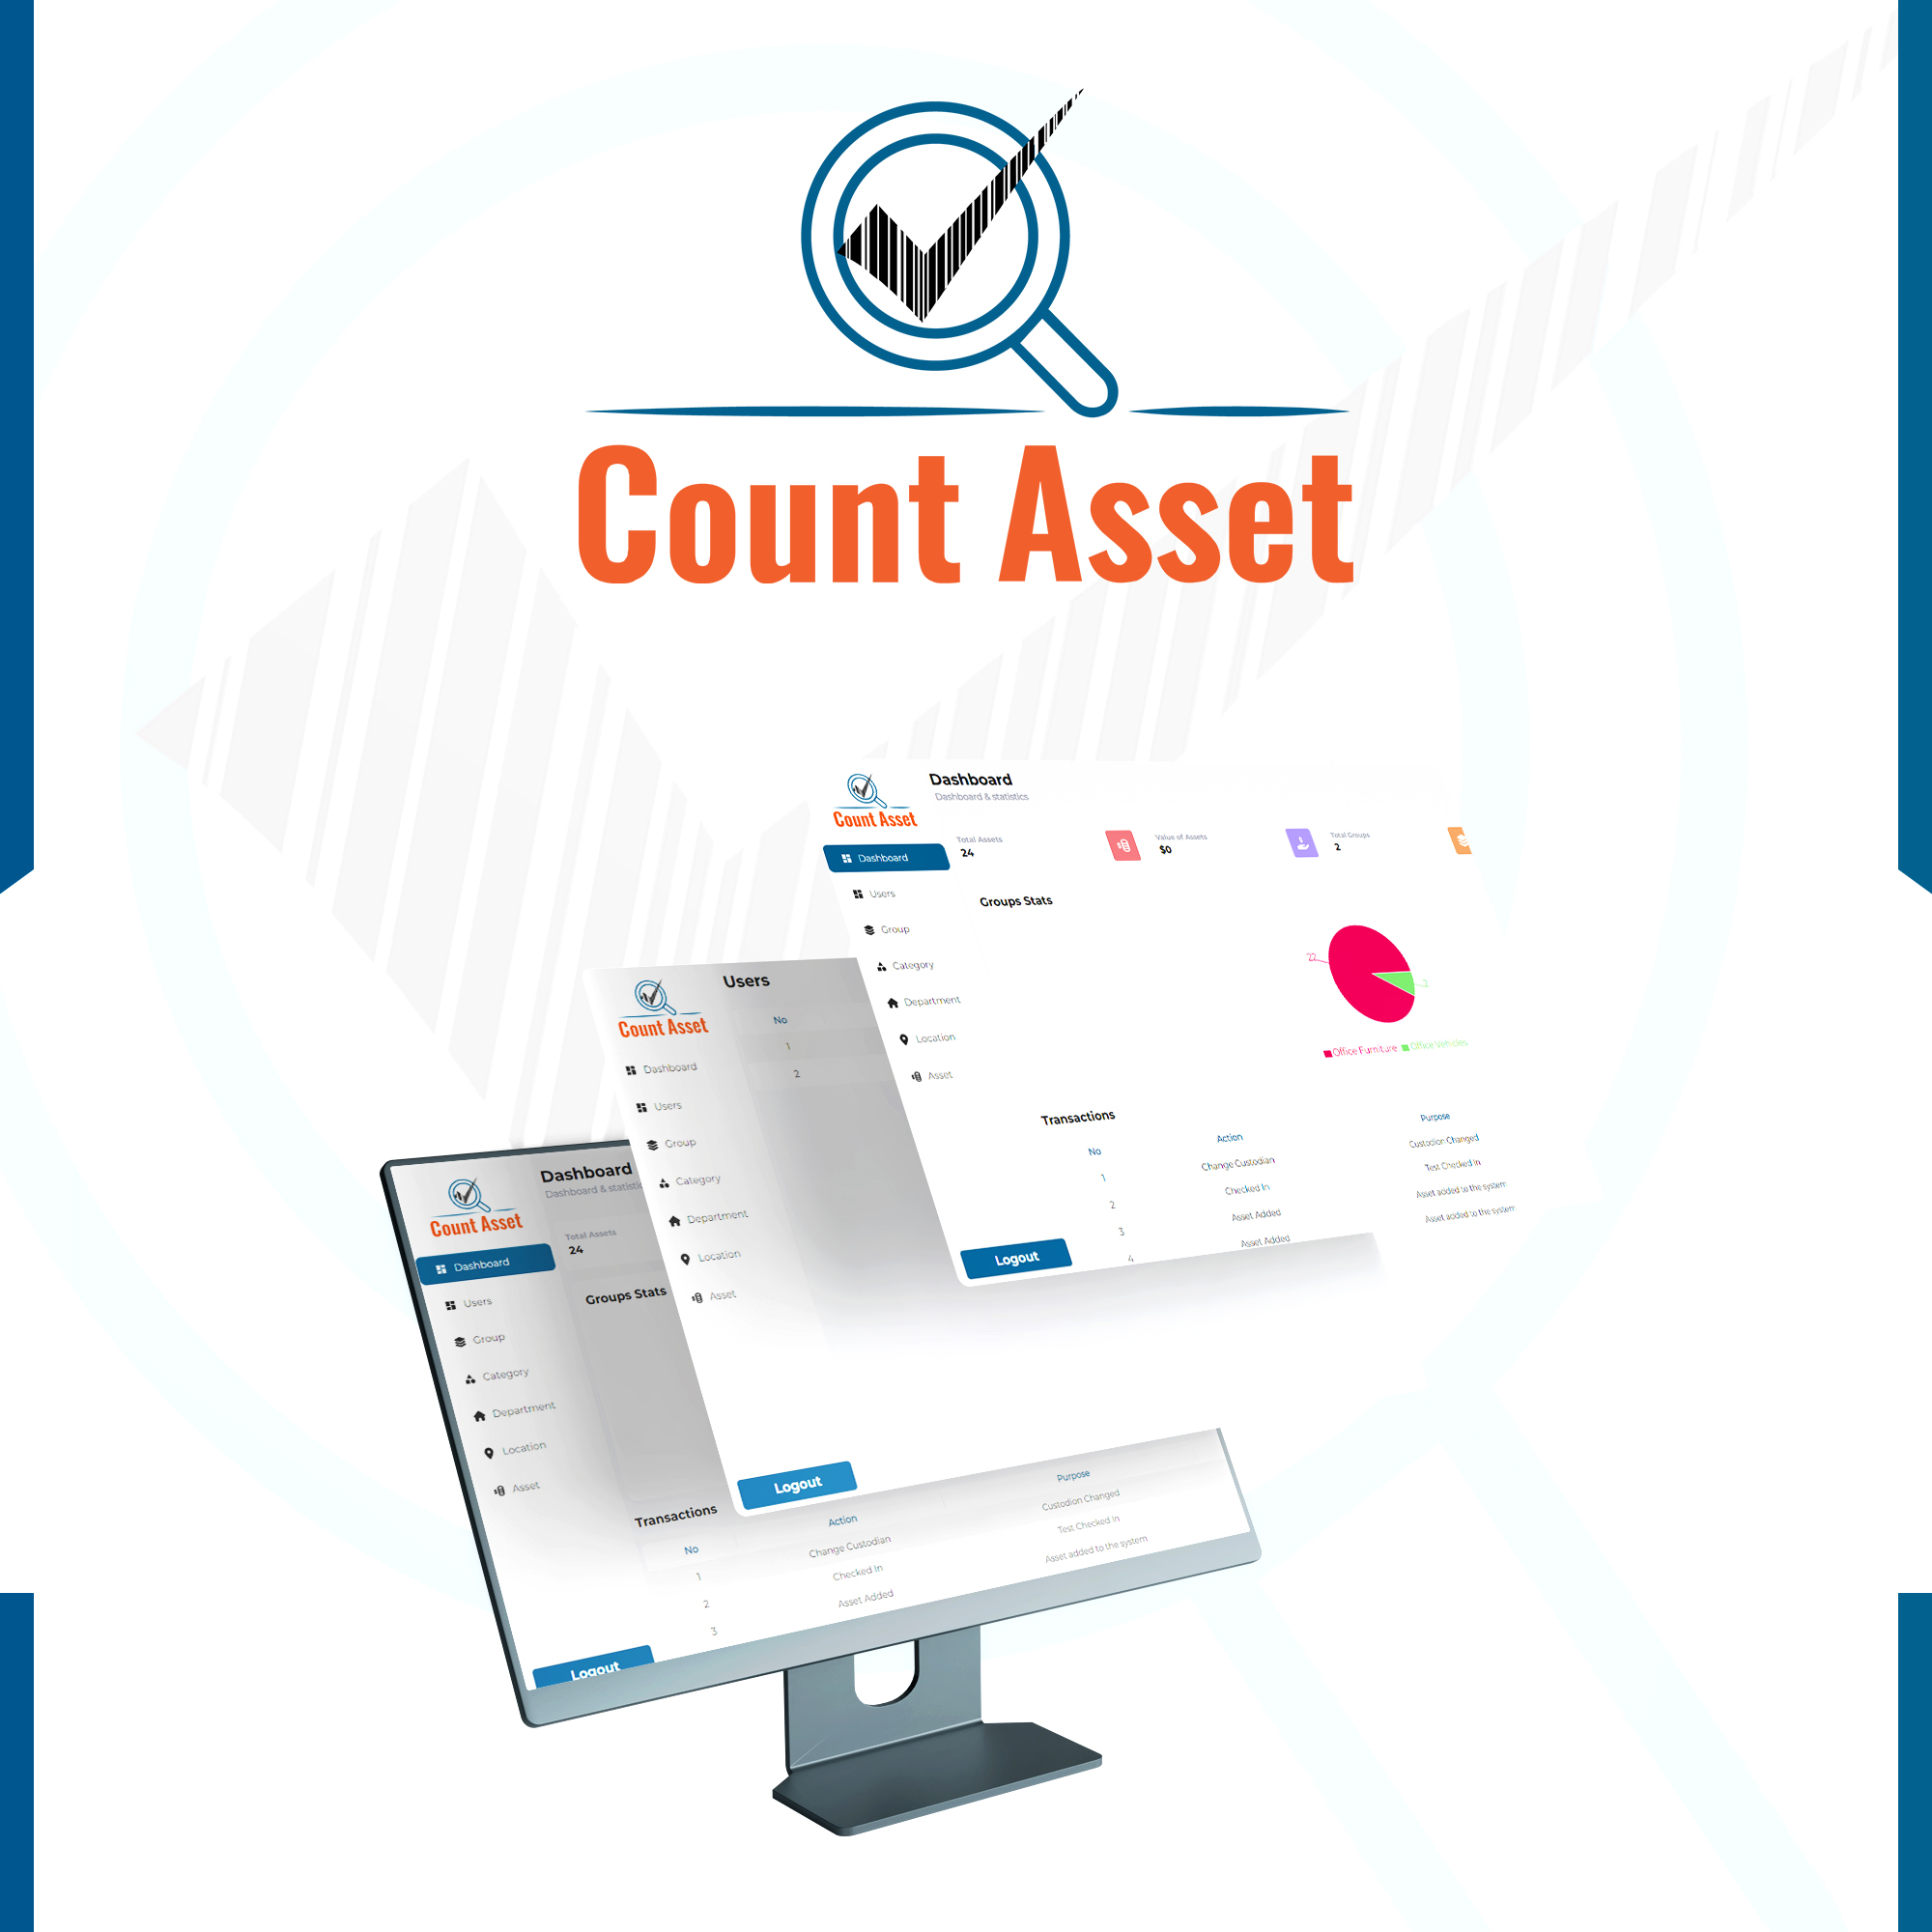 Count Asset
Count Asset
Dashboard
Dashboard & statistics
Total Assets
24
Value of Assets
$0
Total Groups
2
Dashboard
Users
Group
Category
Department
Location
Asset
Logout
Groups Stats
22
2
Office Furniture
Office Vehicles
Transactions
No Action Purpose
1 Change Custodian Custodion Changed
2 Checked In Test Checked In
3 Asset Added Asset added to the system
4 Asset Added Asset added to the system
Count Asset
Users
No
1
2
Dashboard
Users
Group
Category
Department
Location
Asset
Logout
Count Asset
Dashboard
Dashboard & statistic
Total Assets
24
Dashboard
Users
Group
Category
Department
Location
Asset
Logout
Groups Stats
Transactions
No Action Purpose
1 Change Custodian Custodion Changed
2 Checked In Test Checked In
3 Asset Added Asset added to the system